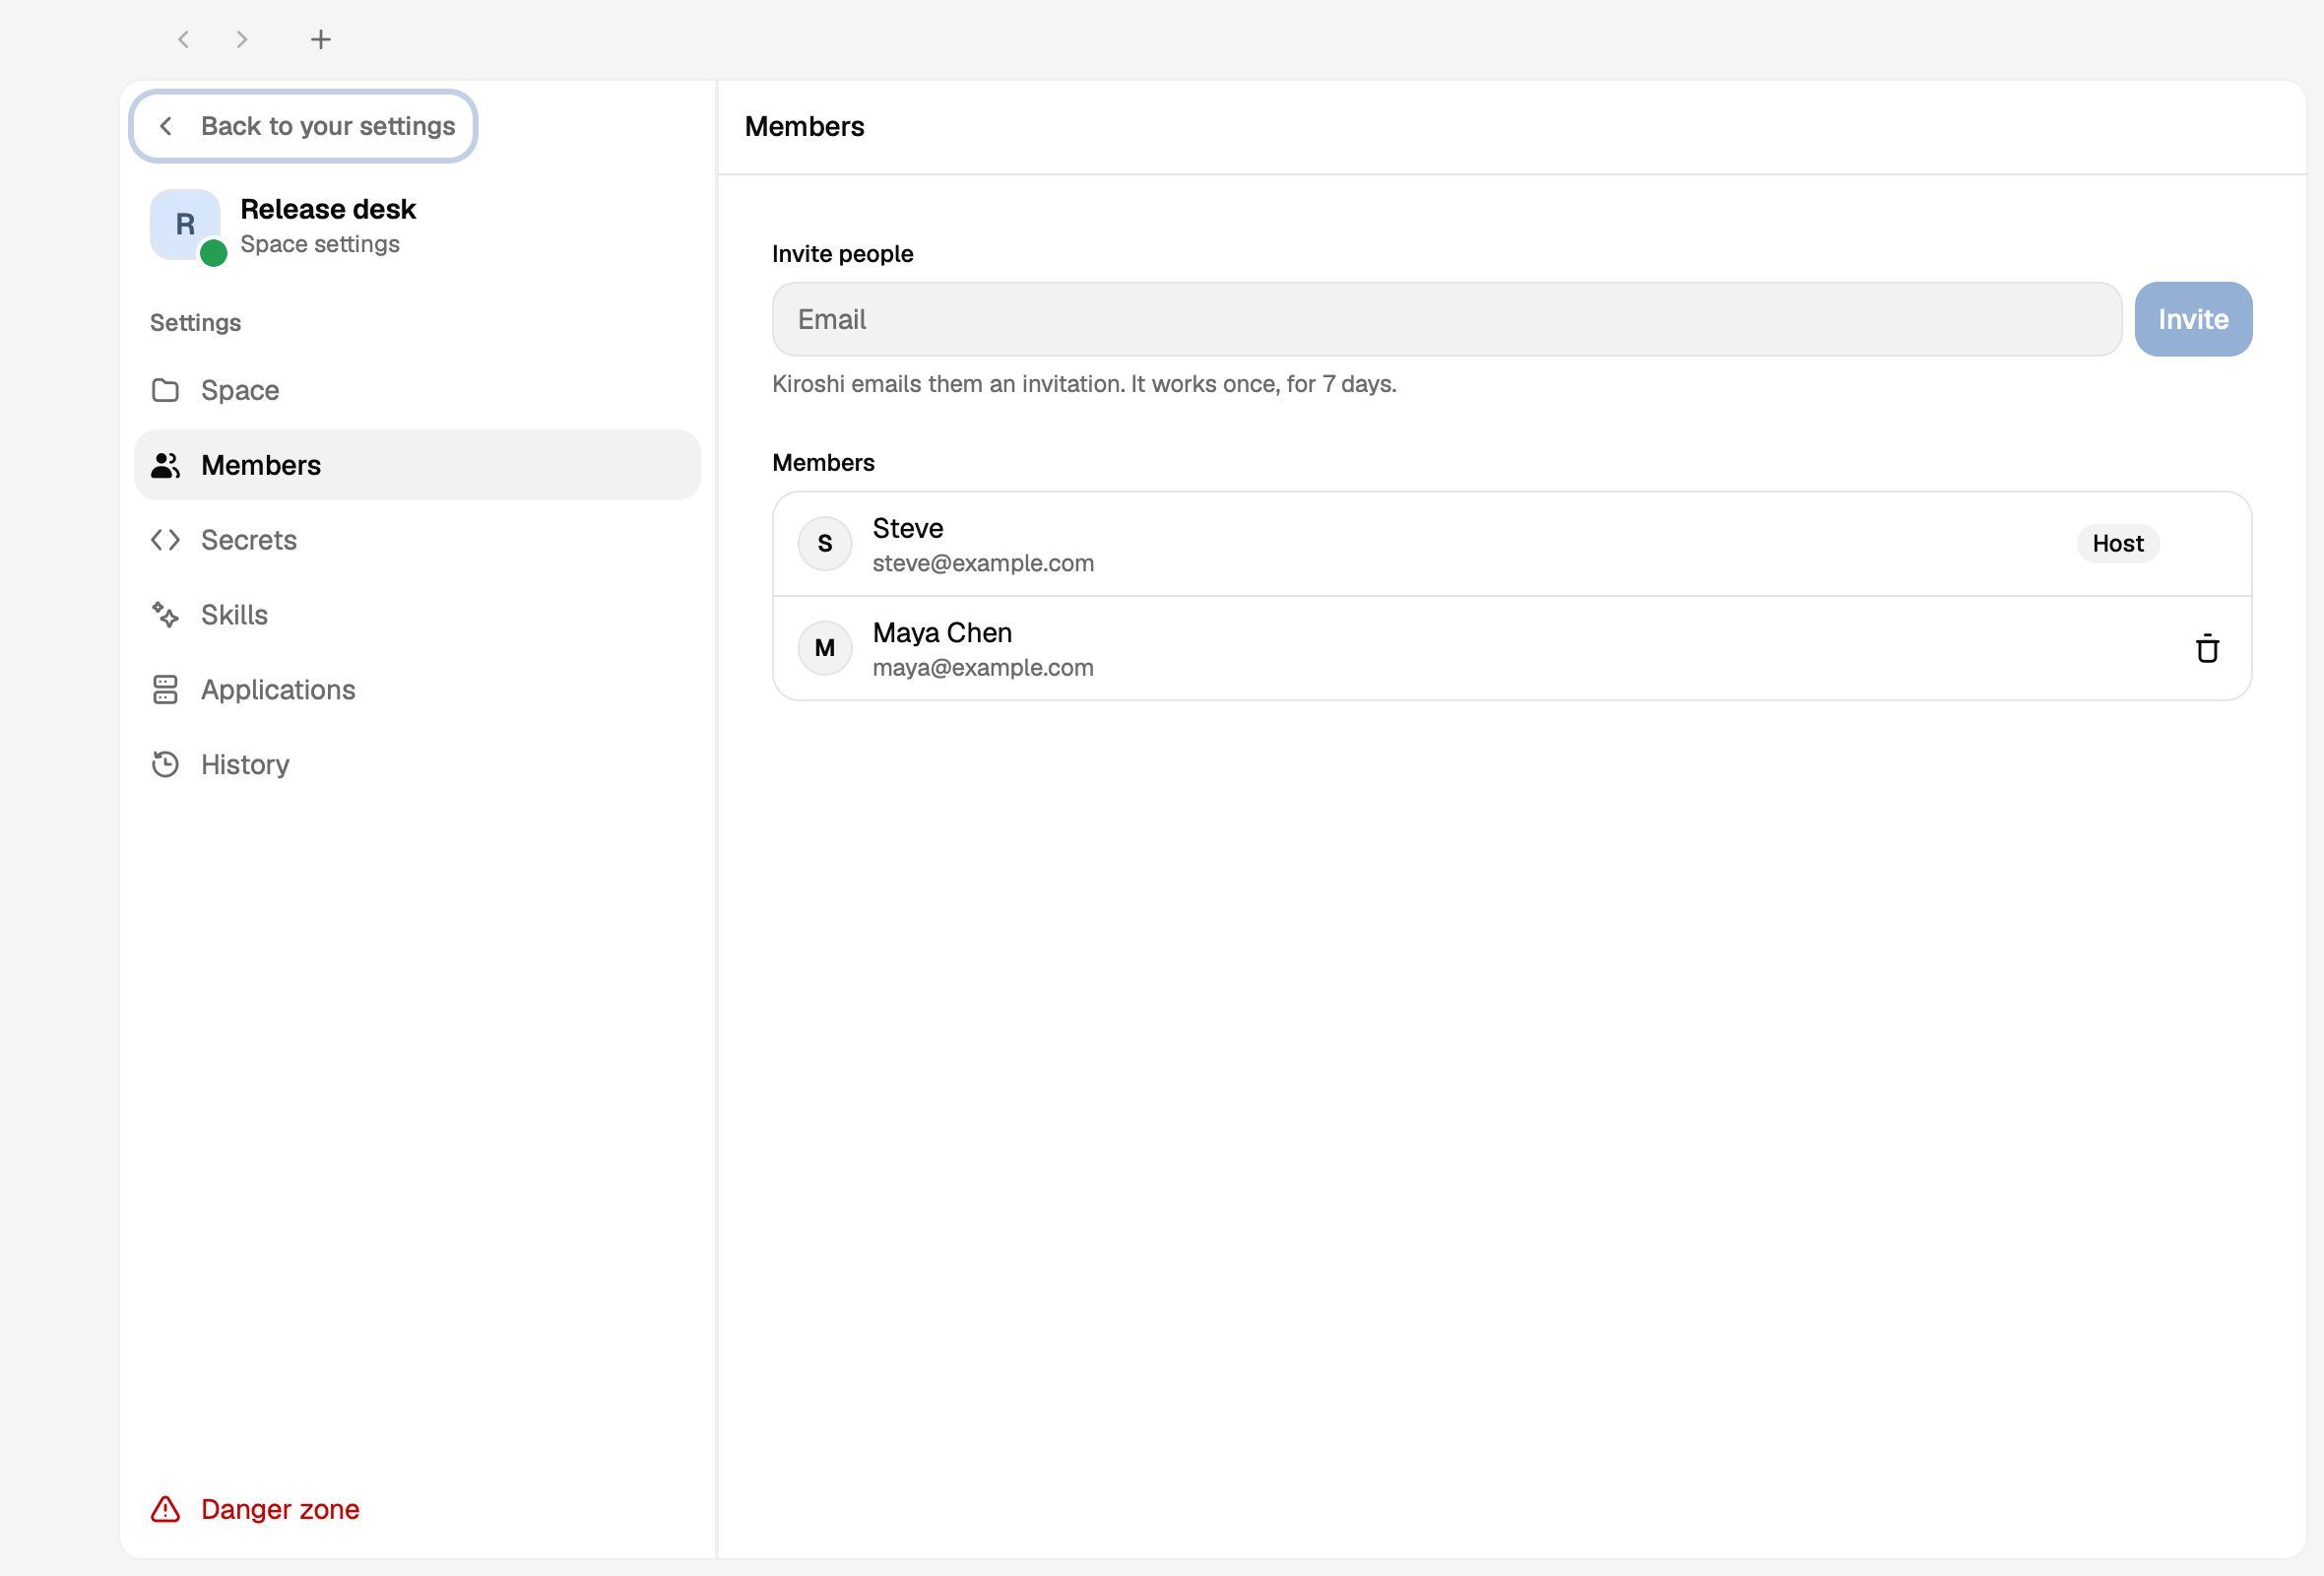 Back to your settings
R
Release desk
Space settings
Settings
Space
Members
Secrets
Skills
Applications
History
Danger zone
Members
Invite people
Email
Invite
Kiroshi emails them an invitation. It works once, for 7 days.
Members
S
Steve
steve@example.com
Host
M
Maya Chen
maya@example.com